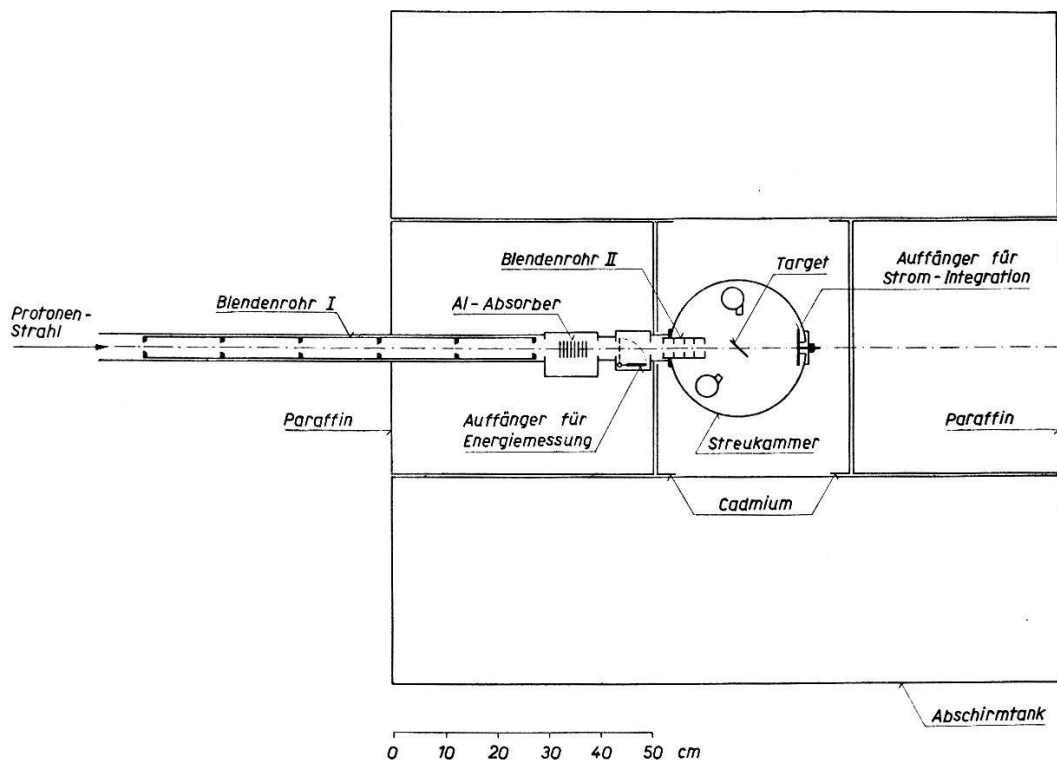 Blendenrohr II
Target
Auffänger für
Strom-Integration
Protonen-
Strahl
Blendenrohr I
Al-Absorber
Paraffin
Auffänger für
Energiemessung
Streukammer
Paraffin
Cadmium
Abschirmtank
0 10 20 30 40 50 cm